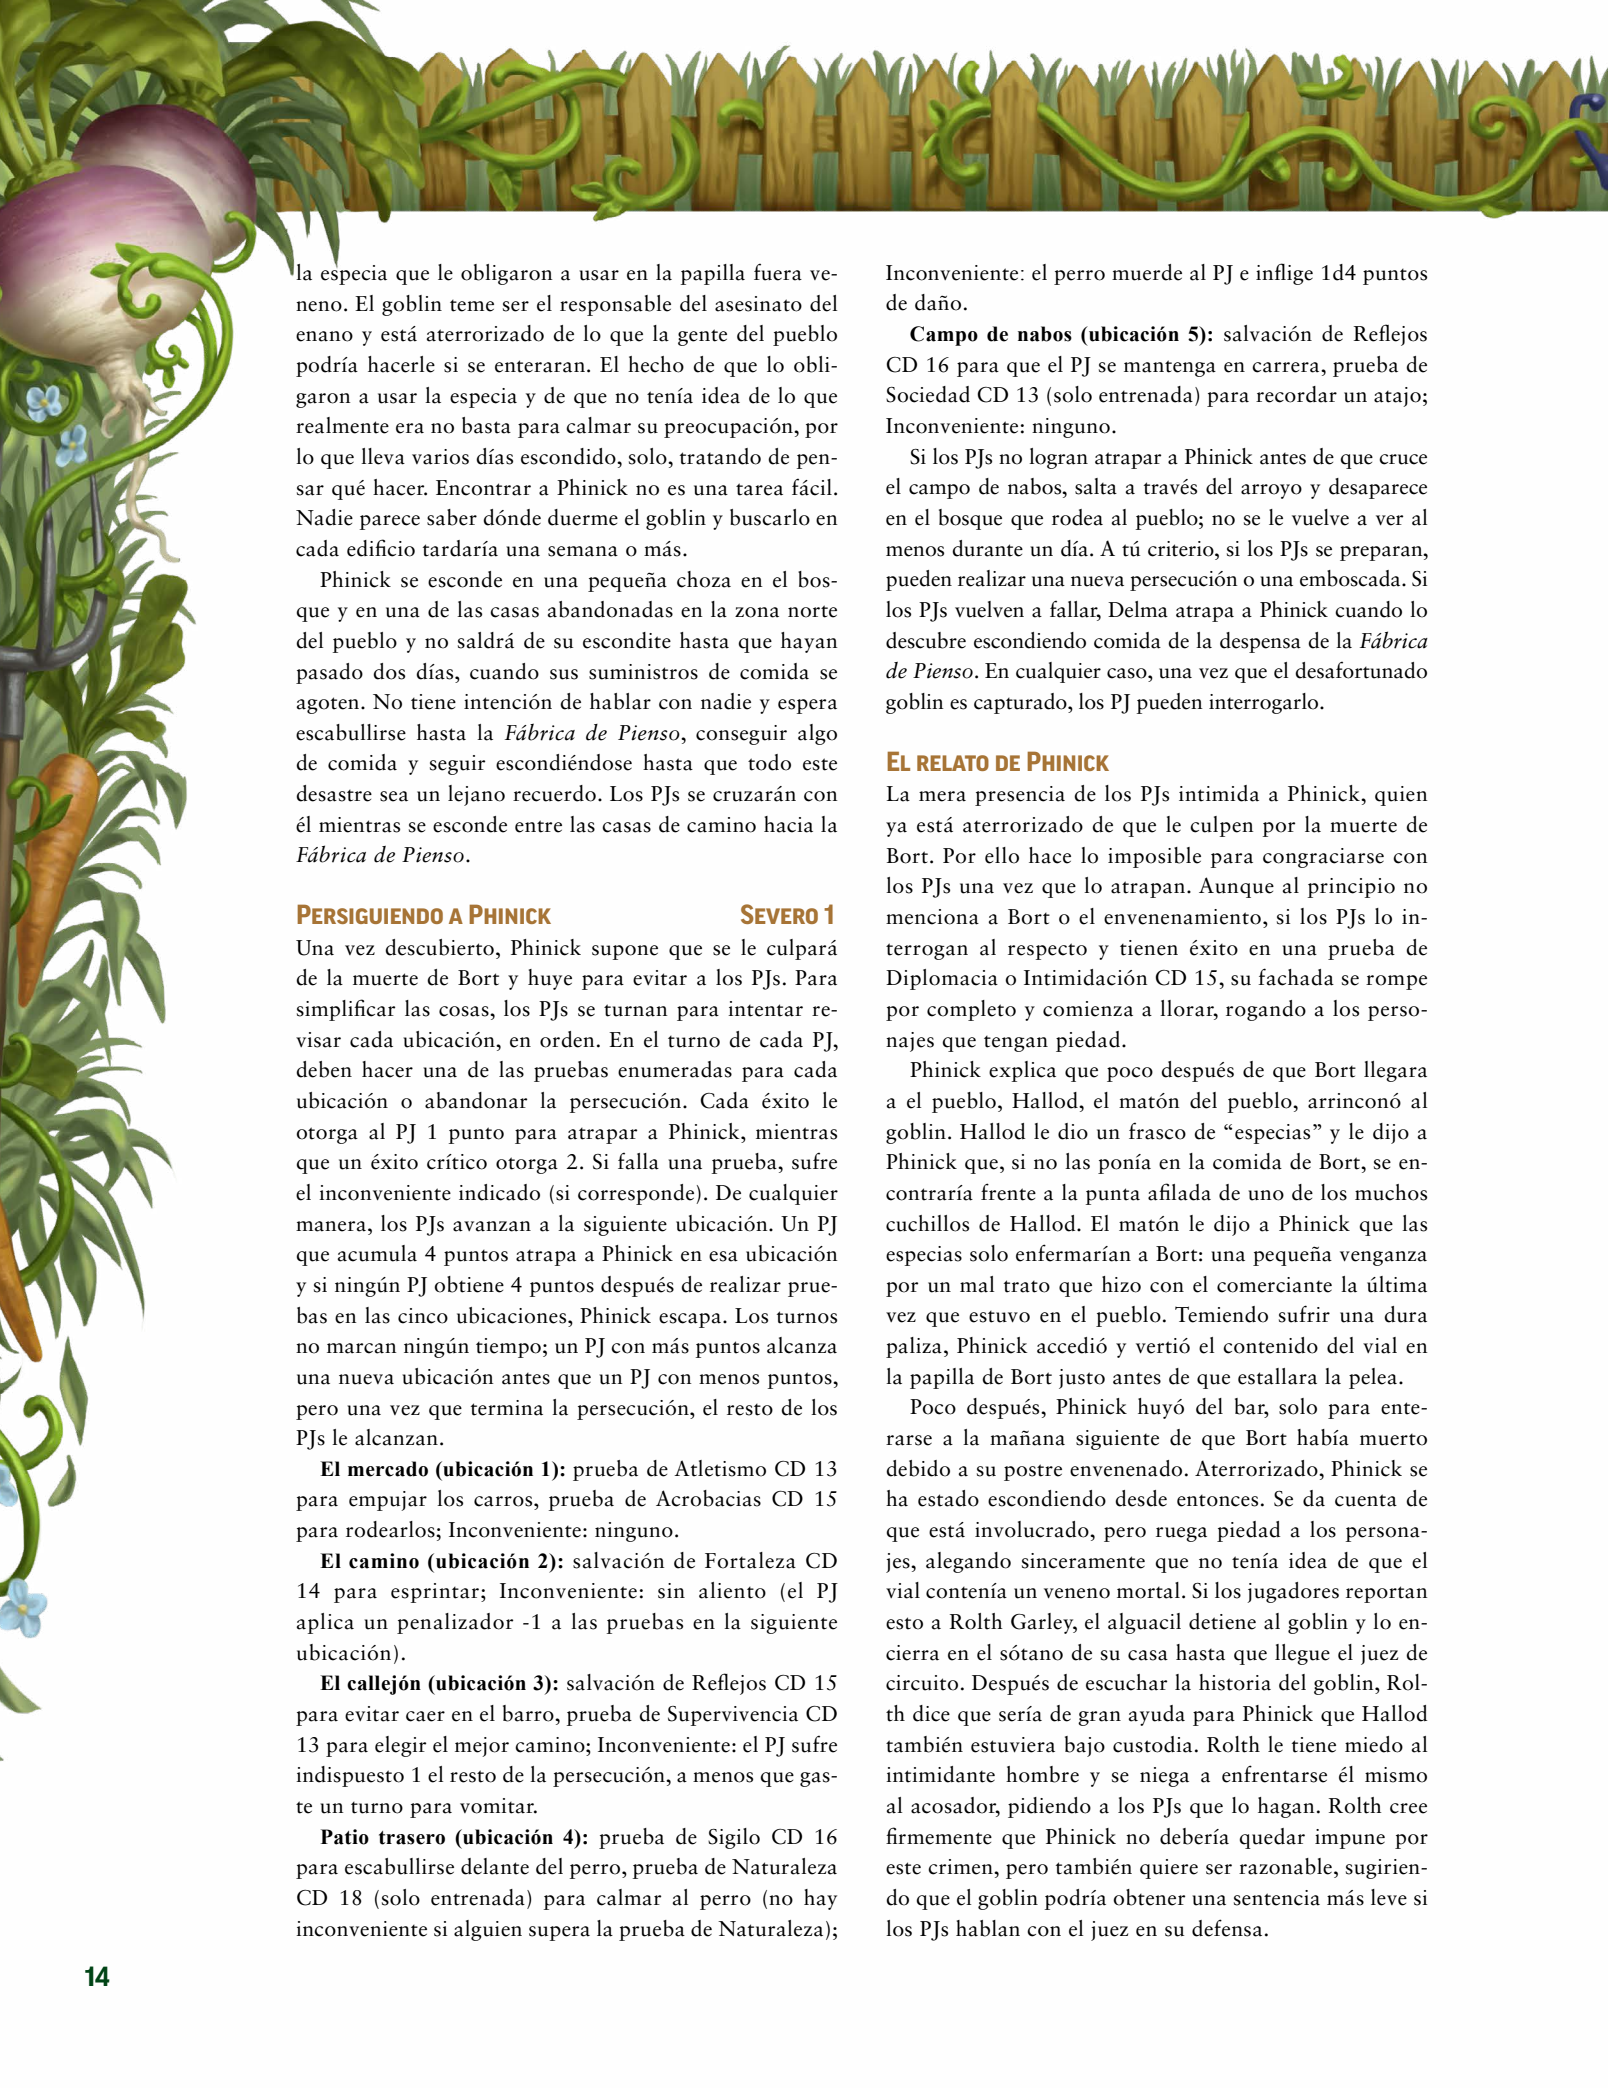 la especia que le obligaron a usar en la papilla fuera ve-
neno. El goblin teme ser el responsable del asesinato del
enano y está aterrorizado de lo que la gente del pueblo
podría hacerle si se enteraran. El hecho de que lo obli-
garon a usar la especia y de que no tenía idea de lo que
realmente era no basta para calmar su preocupación, por
lo que lleva varios días escondido, solo, tratando de pen-
sar qué hacer. Encontrar a Phinick no es una tarea fácil.
Nadie parece saber dónde duerme el goblin y buscarlo en
cada edificio tardaría una semana o más.
Phinick se esconde en una pequeña choza en el bos-
que y en una de las casas abandonadas en la zona norte
del pueblo y no saldrá de su escondite hasta que hayan
pasado dos días, cuando sus suministros de comida se
agoten. No tiene intención de hablar con nadie y espera
escabullirse hasta la Fábrica de Pienso, conseguir algo
de comida y seguir escondiéndose hasta que todo este
desastre sea un lejano recuerdo. Los PJs se cruzarán con
él mientras se esconde entre las casas de camino hacia la
Fábrica de Pienso.
Persiguiendo a Phinick Severo 1
Una vez descubierto, Phinick supone que se le culpará
de la muerte de Bort y huye para evitar a los PJs. Para
simplificar las cosas, los PJs se turnan para intentar re-
visar cada ubicación, en orden. En el turno de cada PJ,
deben hacer una de las pruebas enumeradas para cada
ubicación o abandonar la persecución. Cada éxito le
otorga al PJ 1 punto para atrapar a Phinick, mientras
que un éxito crítico otorga 2. Si falla una prueba, sufre
el inconveniente indicado (si corresponde). De cualquier
manera, los PJs avanzan a la siguiente ubicación. Un PJ
que acumula 4 puntos atrapa a Phinick en esa ubicación
y si ningún PJ obtiene 4 puntos después de realizar prue-
bas en las cinco ubicaciones, Phinick escapa. Los turnos
no marcan ningún tiempo; un PJ con más puntos alcanza
una nueva ubicación antes que un PJ con menos puntos,
pero una vez que termina la persecución, el resto de los
PJs le alcanzan.
El mercado (ubicación 1): prueba de Atletismo CD 13
para empujar los carros, prueba de Acrobacias CD 15
para rodearlos; Inconveniente: ninguno.
El camino (ubicación 2): salvación de Fortaleza CD
14 para esprintar; Inconveniente: sin aliento (el PJ
aplica un penalizador -1 a las pruebas en la siguiente
ubicación).
El callejón (ubicación 3): salvación de Reflejos CD 15
para evitar caer en el barro, prueba de Supervivencia CD
13 para elegir el mejor camino; Inconveniente: el PJ sufre
indispuesto 1 el resto de la persecución, a menos que gas-
te un turno para vomitar.
Patio trasero (ubicación 4): prueba de Sigilo CD 16
para escabullirse delante del perro, prueba de Naturaleza
CD 18 (solo entrenada) para calmar al perro (no hay
inconveniente si alguien supera la prueba de Naturaleza);
Inconveniente: el perro muerde al PJ e inflige 1d4 puntos
de daño.
Campo de nabos (ubicación 5): salvación de Reflejos
CD 16 para que el PJ se mantenga en carrera, prueba de
Sociedad CD 13 (solo entrenada) para recordar un atajo;
Inconveniente: ninguno.
Si los PJs no logran atrapar a Phinick antes de que cruce
el campo de nabos, salta a través del arroyo y desaparece
en el bosque que rodea al pueblo; no se le vuelve a ver al
menos durante un día. A tú criterio, si los PJs se preparan,
pueden realizar una nueva persecución o una emboscada. Si
los PJs vuelven a fallar, Delma atrapa a Phinick cuando lo
descubre escondiendo comida de la despensa de la Fábrica
de Pienso. En cualquier caso, una vez que el desafortunado
goblin es capturado, los PJ pueden interrogarlo.
El relato de Phinick
La mera presencia de los PJs intimida a Phinick, quien
ya está aterrorizado de que le culpen por la muerte de
Bort. Por ello hace lo imposible para congraciarse con
los PJs una vez que lo atrapan. Aunque al principio no
menciona a Bort o el envenenamiento, si los PJs lo in-
terrogan al respecto y tienen éxito en una prueba de
Diplomacia o Intimidación CD 15, su fachada se rompe
por completo y comienza a llorar, rogando a los perso-
najes que tengan piedad.
Phinick explica que poco después de que Bort llegara
a el pueblo, Hallod, el matón del pueblo, arrinconó al
goblin. Hallod le dio un frasco de “especias” y le dijo a
Phinick que, si no las ponía en la comida de Bort, se en-
contraría frente a la punta afilada de uno de los muchos
cuchillos de Hallod. El matón le dijo a Phinick que las
especias solo enfermarían a Bort: una pequeña venganza
por un mal trato que hizo con el comerciante la última
vez que estuvo en el pueblo. Temiendo sufrir una dura
paliza, Phinick accedió y vertió el contenido del vial en
la papilla de Bort justo antes de que estallara la pelea.
Poco después, Phinick huyó del bar, solo para ente-
rarse a la mañana siguiente de que Bort había muerto
debido a su postre envenenado. Aterrorizado, Phinick se
ha estado escondiendo desde entonces. Se da cuenta de
que está involucrado, pero ruega piedad a los persona-
jes, alegando sinceramente que no tenía idea de que el
vial contenía un veneno mortal. Si los jugadores reportan
esto a Rolth Garley, el alguacil detiene al goblin y lo en-
cierra en el sótano de su casa hasta que llegue el juez de
circuito. Después de escuchar la historia del goblin, Rol-
th dice que sería de gran ayuda para Phinick que Hallod
también estuviera bajo custodia. Rolth le tiene miedo al
intimidante hombre y se niega a enfrentarse él mismo
al acosador, pidiendo a los PJs que lo hagan. Rolth cree
firmemente que Phinick no debería quedar impune por
este crimen, pero también quiere ser razonable, sugirien-
do que el goblin podría obtener una sentencia más leve si
los PJs hablan con el juez en su defensa.
14